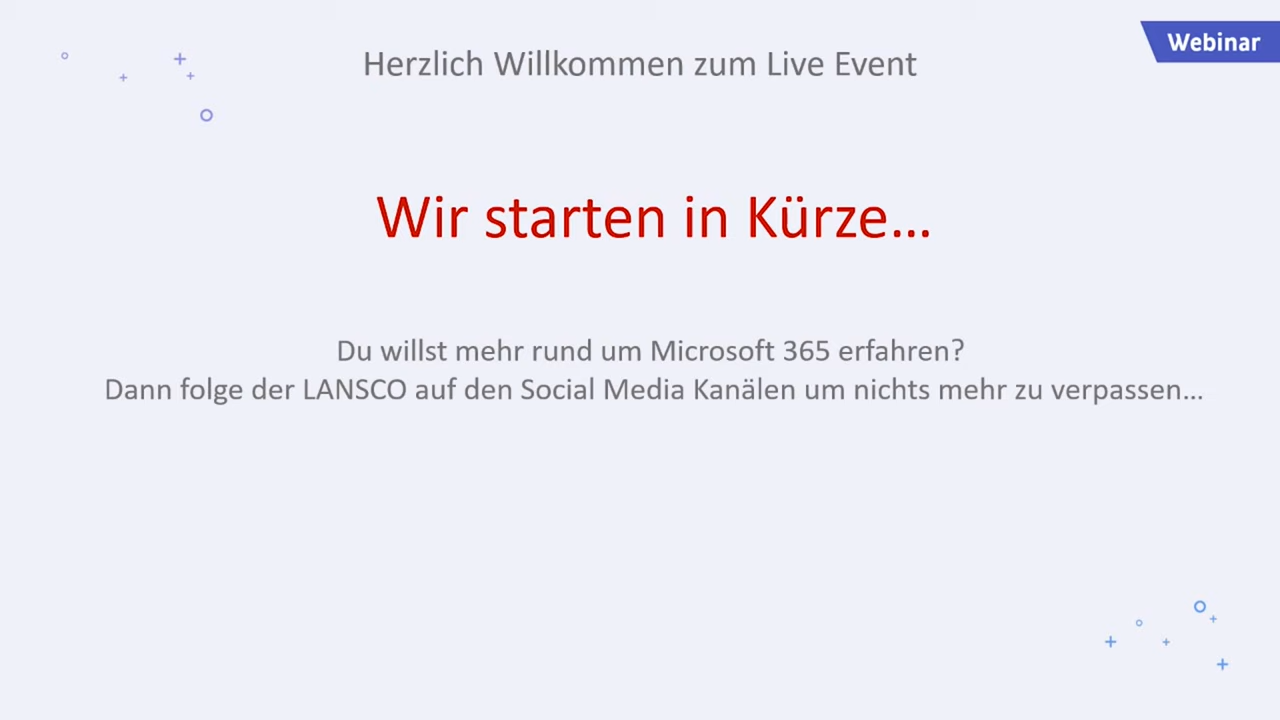 Webinar
Herzlich Willkommen zum Live Event
Wir starten in Kürze...
Du willst mehr rund um Microsoft 365 erfahren?
Dann folge der LANSCO auf den Social Media Kanälen um nichts mehr zu verpassen...